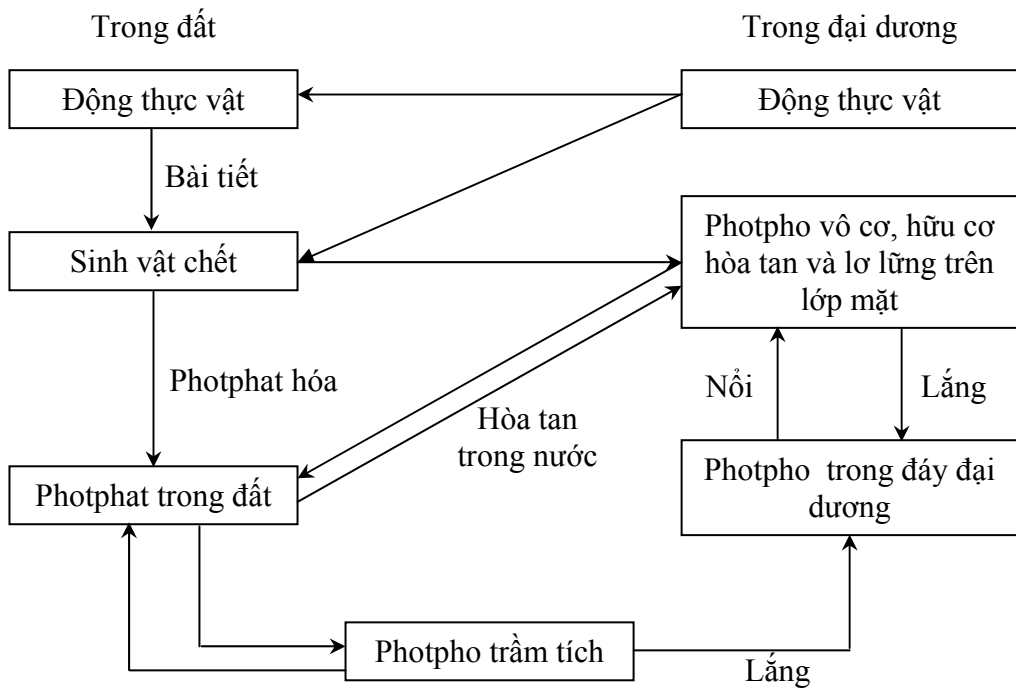 Trong đất
Trong đại dương
Động thực vật
Động thực vật
Bài tiết
Sinh vật chết
Photpho vô cơ, hữu cơ
hòa tan và lơ lững trên
lớp mặt
Photphat hóa
Nổi
Lắng
Hòa tan
trong nước
Photphat trong đất
Photpho trong đáy đại
dương
Photpho trầm tích
Lắng